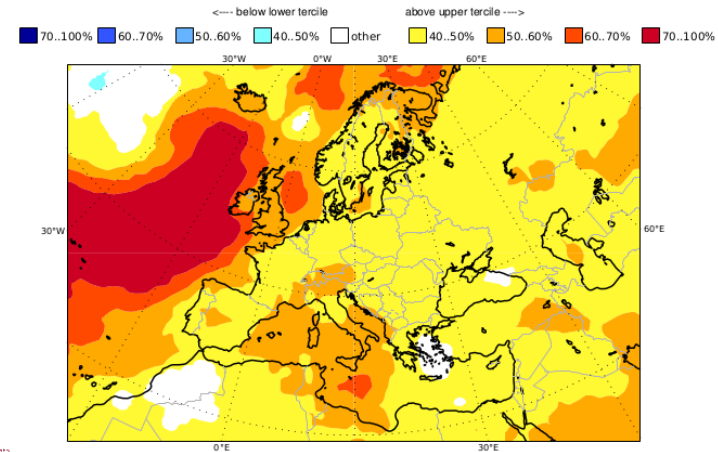 <---- below lower tercile above upper tercile ---->
70..100% 60..70% 50..60% 40..50% other 40..50% 50..60% 60..70% 70..100%
30°W 0°W 30°E 60°E
30°W 60°E
0°E 30°E